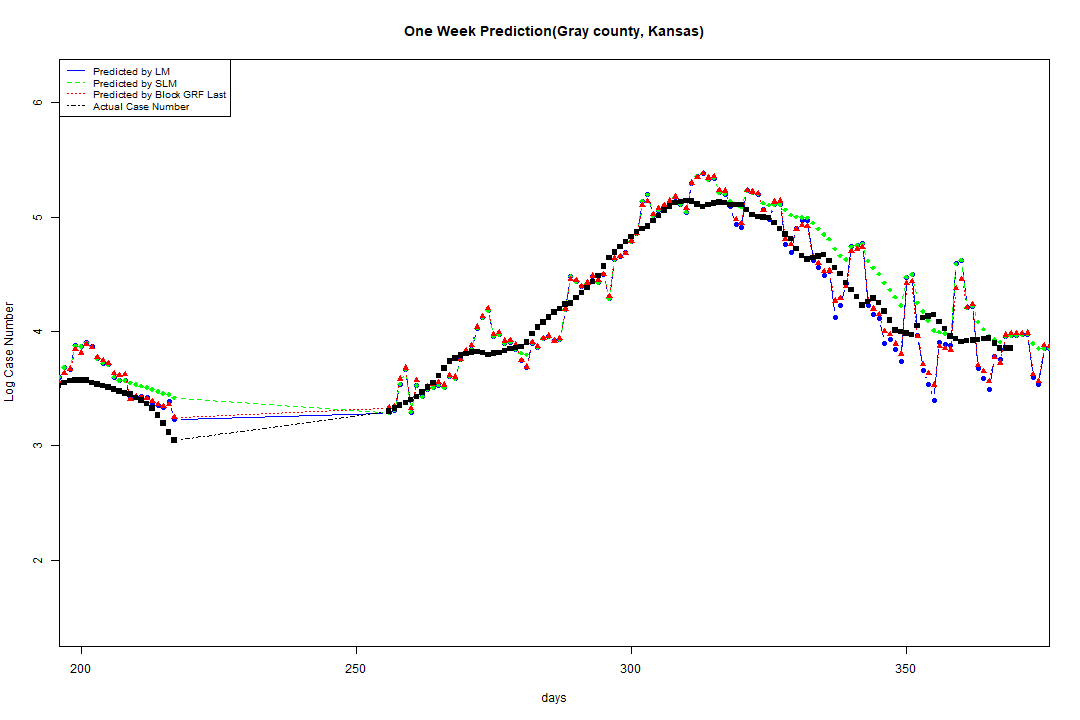 One Week Prediction(Gray county, Kansas)
Predicted by LM
Predicted by SLM
Predicted by Block GRF Last
Actual Case Number
6
5
4
3
2
Log Case Number
200
250
300
350
days